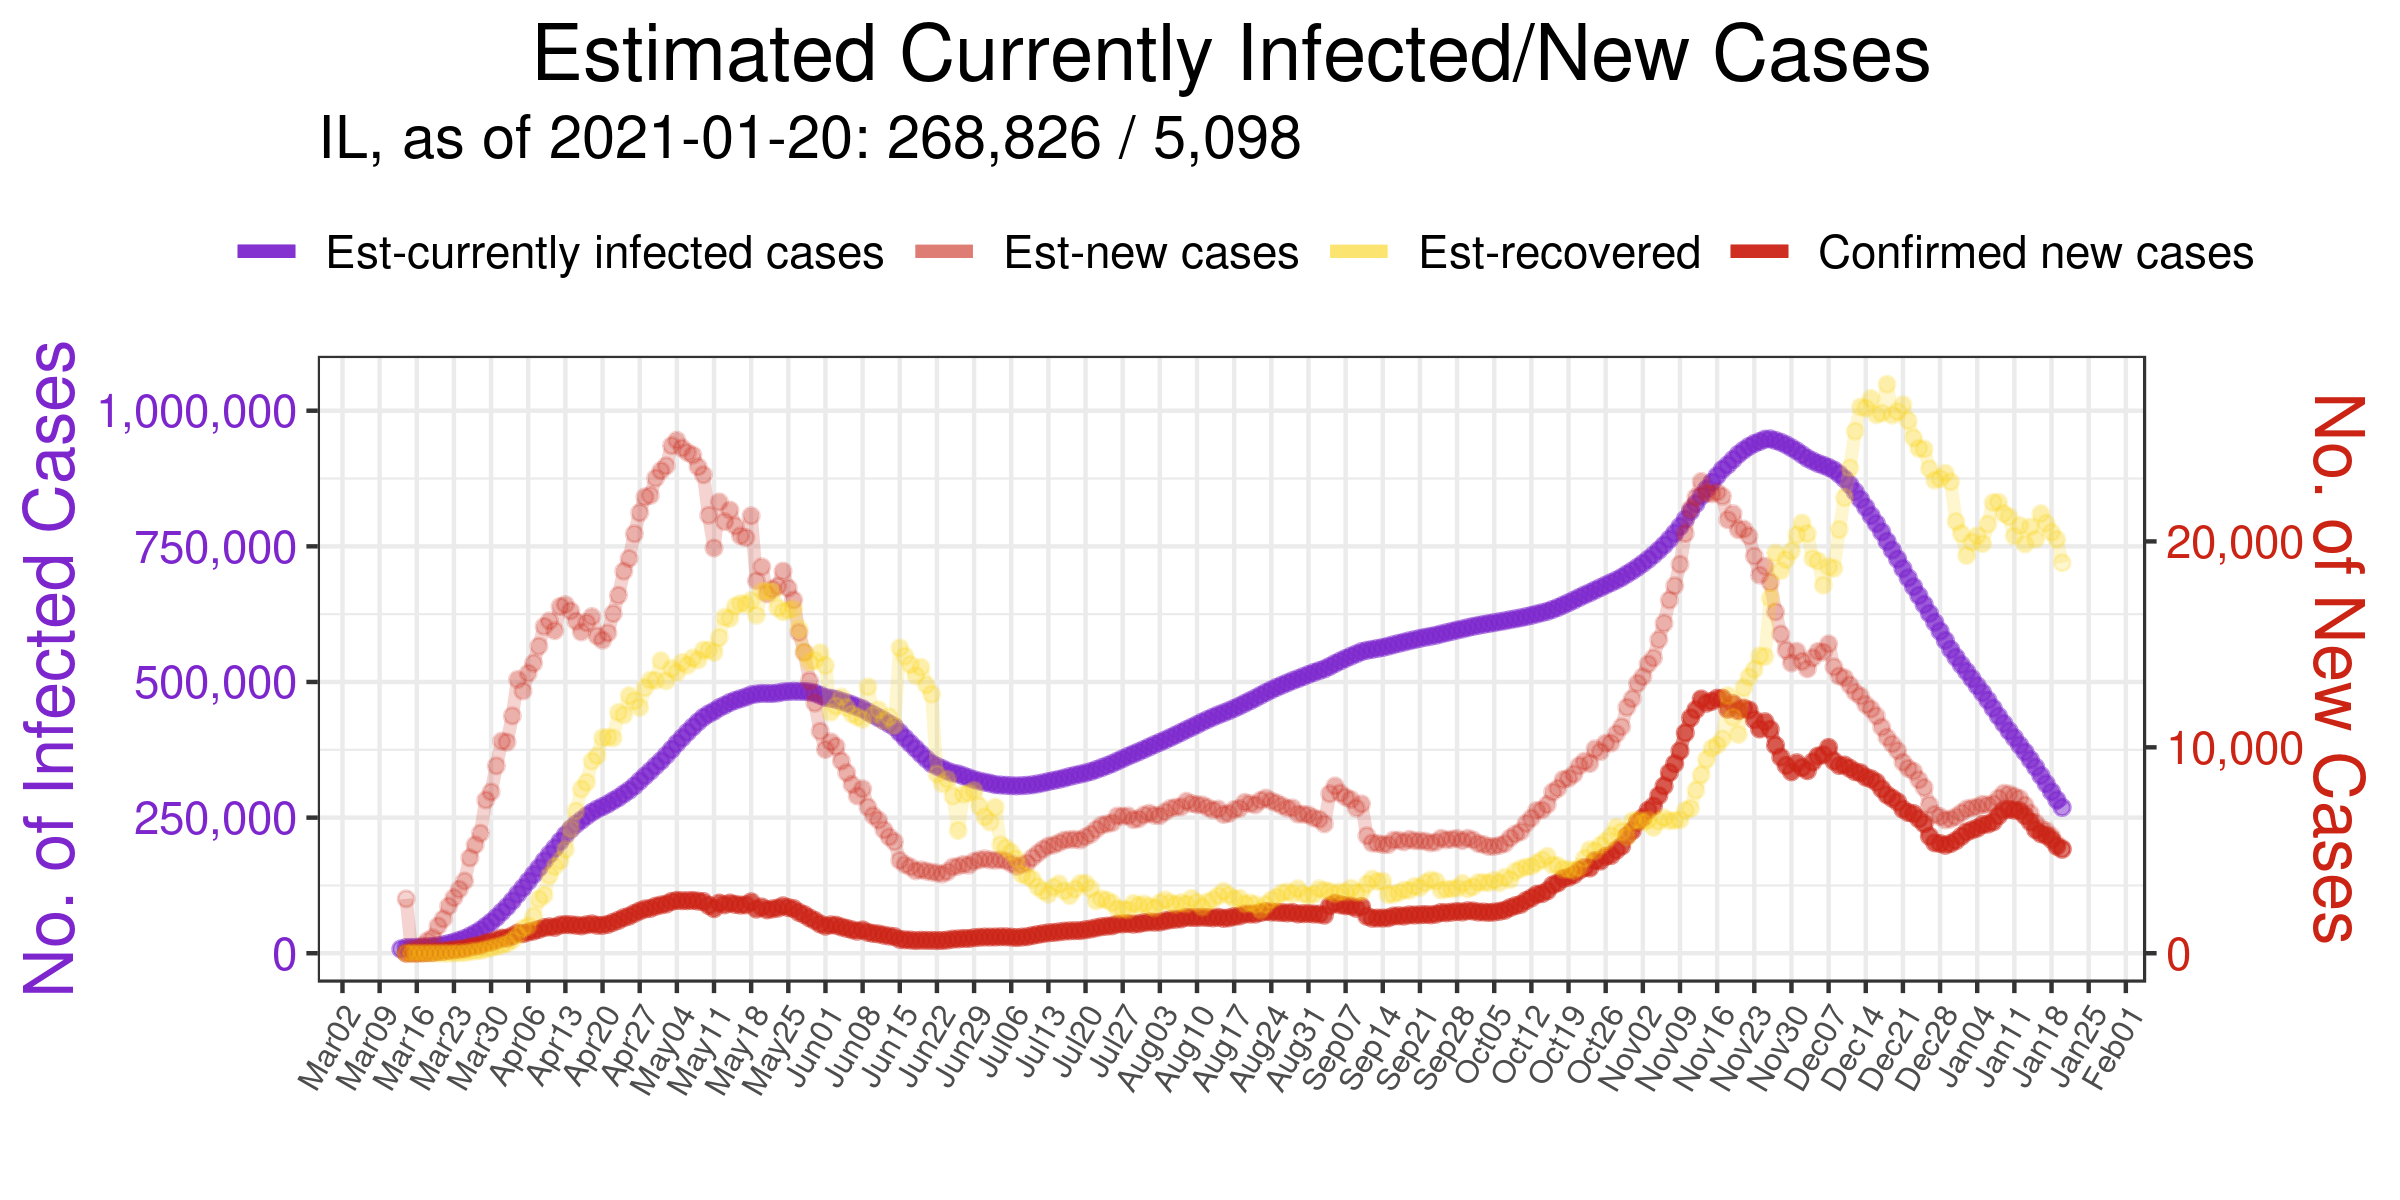 Estimated Currently Infected/New Cases
IL, as of 2021-01-20: 268,826 / 5,098
Est-currently infected cases Est-new cases Est-recovered Confirmed new cases
No. of Infected Cases
1,000,000
750,000
500,000
250,000
0
No. of New Cases
20,000
10,000
0
Mar02 Mar09 Mar16 Mar23 Mar30 Apr06 Apr13 Apr20 Apr27 May04 May11 May18 May25 Jun01 Jun08 Jun15 Jun22 Jun29 Jul06 Jul13 Jul20 Jul27 Aug03 Aug10 Aug17 Aug24 Aug31 Sep07 Sep14 Sep21 Sep28 Oct05 Oct12 Oct19 Oct26 Nov02 Nov09 Nov16 Nov23 Nov30 Dec07 Dec14 Dec21 Dec28 Jan04 Jan11 Jan18 Jan25 Feb01